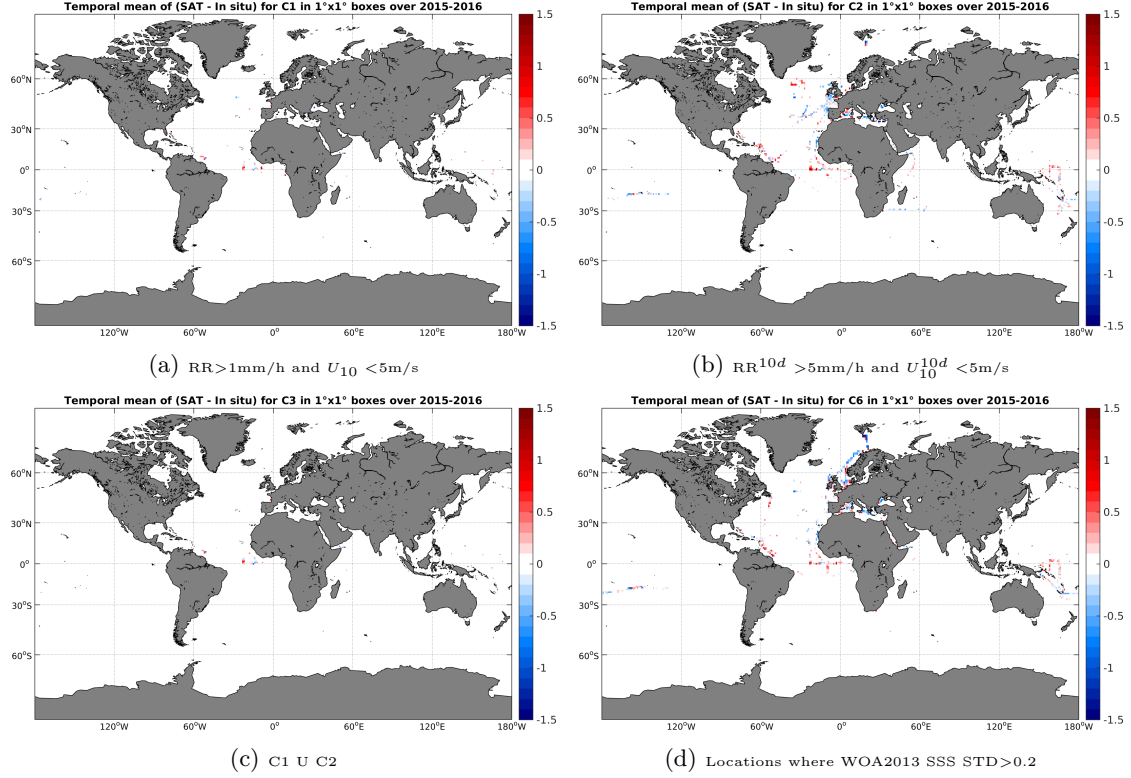 Temporal mean of (SAT - In situ) for C1 in 1°x1° boxes over 2015-2016
1.5
60°N
1
30°N
0.5
0°
0
30°S
-0.5
60°S
-1
-1.5
120°W 60°W 0° 60°E 120°E 180°W
(a) RR>1mm/h and U10 <5m/s
Temporal mean of (SAT - In situ) for C2 in 1°x1° boxes over 2015-2016
1.5
60°N
1
30°N
0.5
0°
0
30°S
-0.5
60°S
-1
-1.5
120°W 60°W 0° 60°E 120°E 180°W
(b) RR10d >5mm/h and U10d10 <5m/s
Temporal mean of (SAT - In situ) for C3 in 1°x1° boxes over 2015-2016
1.5
60°N
1
30°N
0.5
0°
0
30°S
-0.5
60°S
-1
-1.5
120°W 60°W 0° 60°E 120°E 180°W
(c) C1 U C2
Temporal mean of (SAT - In situ) for C6 in 1°x1° boxes over 2015-2016
1.5
60°N
1
30°N
0.5
0°
0
30°S
-0.5
60°S
-1
-1.5
120°W 60°W 0° 60°E 120°E 180°W
(d) Locations where WOA2013 SSS STD>0.2